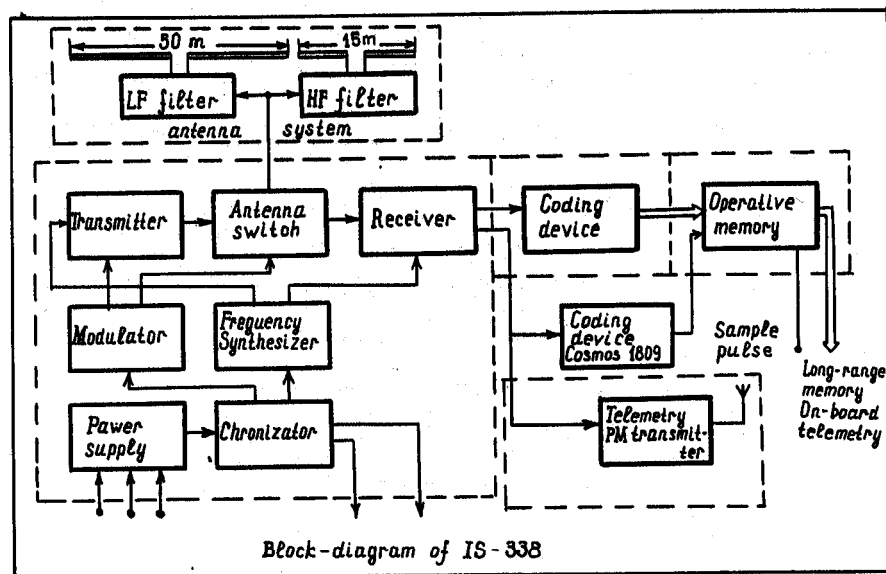 50 m
15 m
LF filter
HF filter
antenna system
Transmitter
Antenna
switch
Receiver
Coding
device
Operative
memory
Modulator
Frequency
Synthesizer
Coding
device
Cosmos 1809
Sample
pulse
Long-range
memory
On-board
telemetry
Pawer
supply
Chronizator
Telemetry
PM transmit-
ter
Block-diagram of IS-338